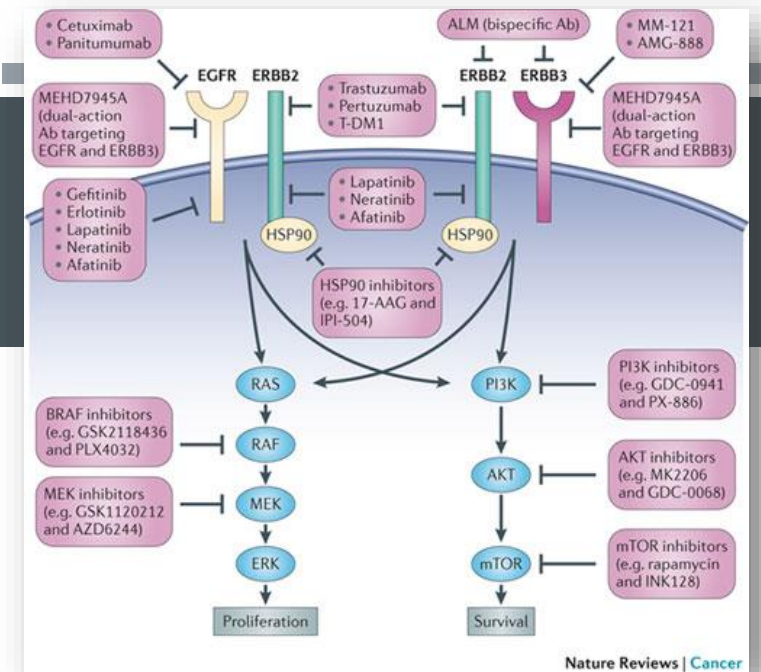 • Cetuximab
• Panitumumab
ALM (bispecific Ab)
• MM-121
• AMG-888
EGFR ERBB2
ERBB2 ERBB3
MEHD7945A
(dual-action
Ab targeting
EGFR and ERBB3)
• Trastuzumab
• Pertuzumab
• T-DM1
MEHD7945A
(dual-action
Ab targeting
EGFR and ERBB3)
• Gefitinib
• Erlotinib
• Lapatinib
• Neratinib
• Afatinib
• Lapatinib
• Neratinib
• Afatinib
HSP90
HSP90
HSP90 inhibitors
(e.g. 17-AAG and
IPI-504)
RAS
PI3K
PI3K inhibitors
(e.g. GDC-0941
and PX-886)
BRAF inhibitors
(e.g. GSK2118436
and PLX4032)
RAF
AKT
AKT inhibitors
(e.g. MK2206
and GDC-0068)
MEK inhibitors
(e.g. GSK1120212
and AZD6244)
MEK
ERK
mTOR
mTOR inhibitors
(e.g. rapamycin
and INK128)
Proliferation
Survival
Nature Reviews | Cancer